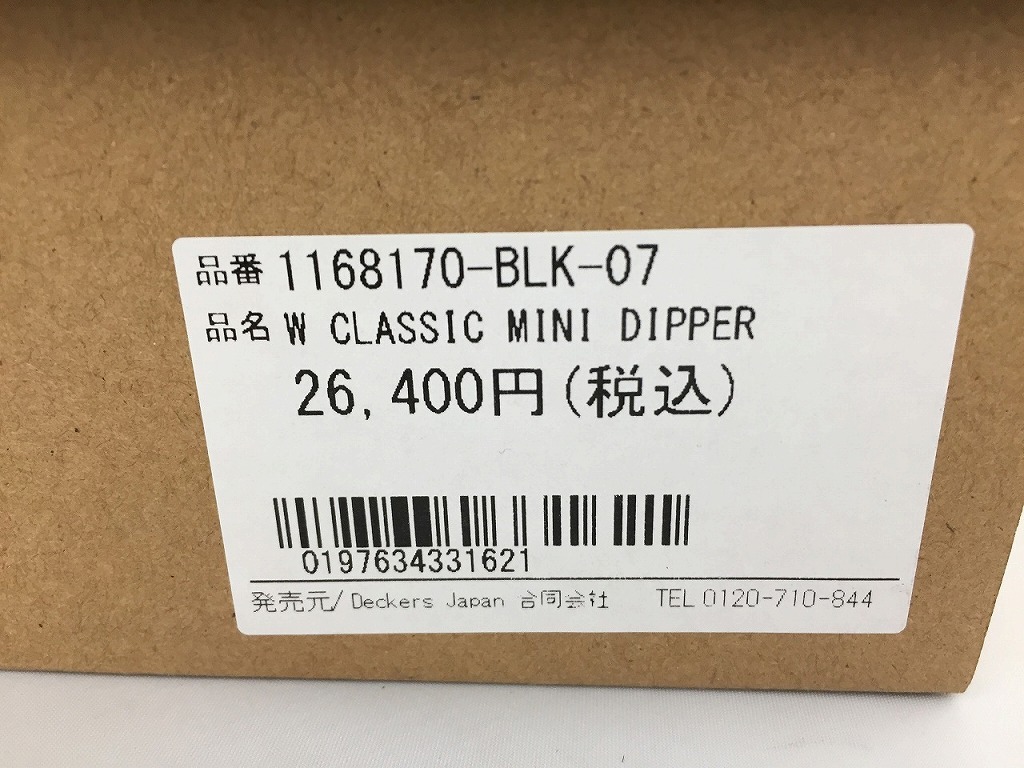 品番 1168170-BLK-07
品名 W CLASSIC MINI DIPPER
26,400円(税込)
0197634331621
発売元/ Deckers Japan 合同会社 TEL 0120-710-844